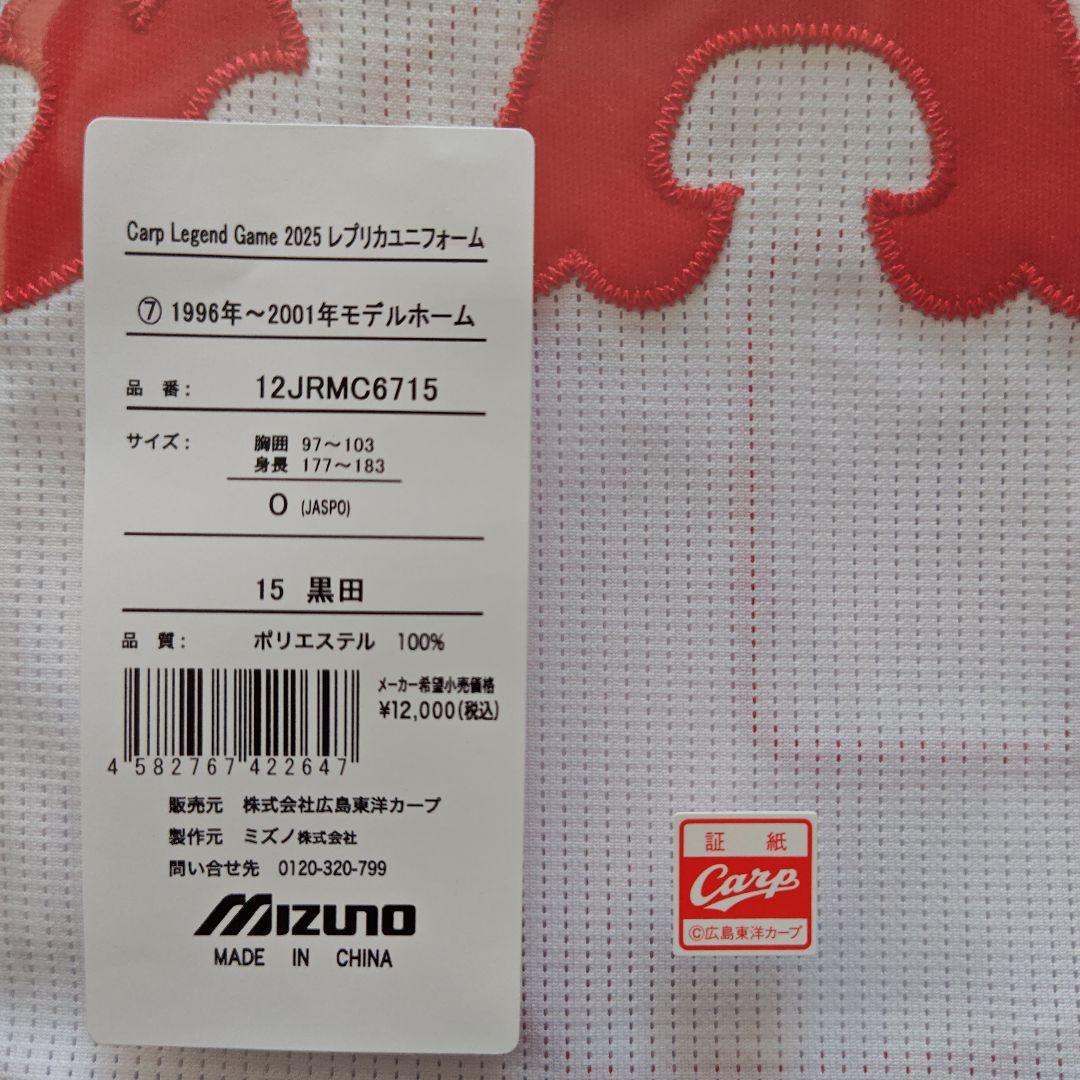 Carp Legend Game 2025 レプリカユニフォーム
⑦ 1996年～2001年モデルホーム
品 番: 12JRMC6715
サイズ: 胸囲 97～103
身長 177～183
O (JASPO)
15 黒田
品 質: ポリエステル 100%
メーカー希望小売価格
¥12,000(税込)
4 582767 422647
販売元 株式会社広島東洋カープ
製作元 ミズノ株式会社
問い合せ先 0120-320-799
MIZUNO
MADE IN CHINA
証 紙
Carp
©広島東洋カープ